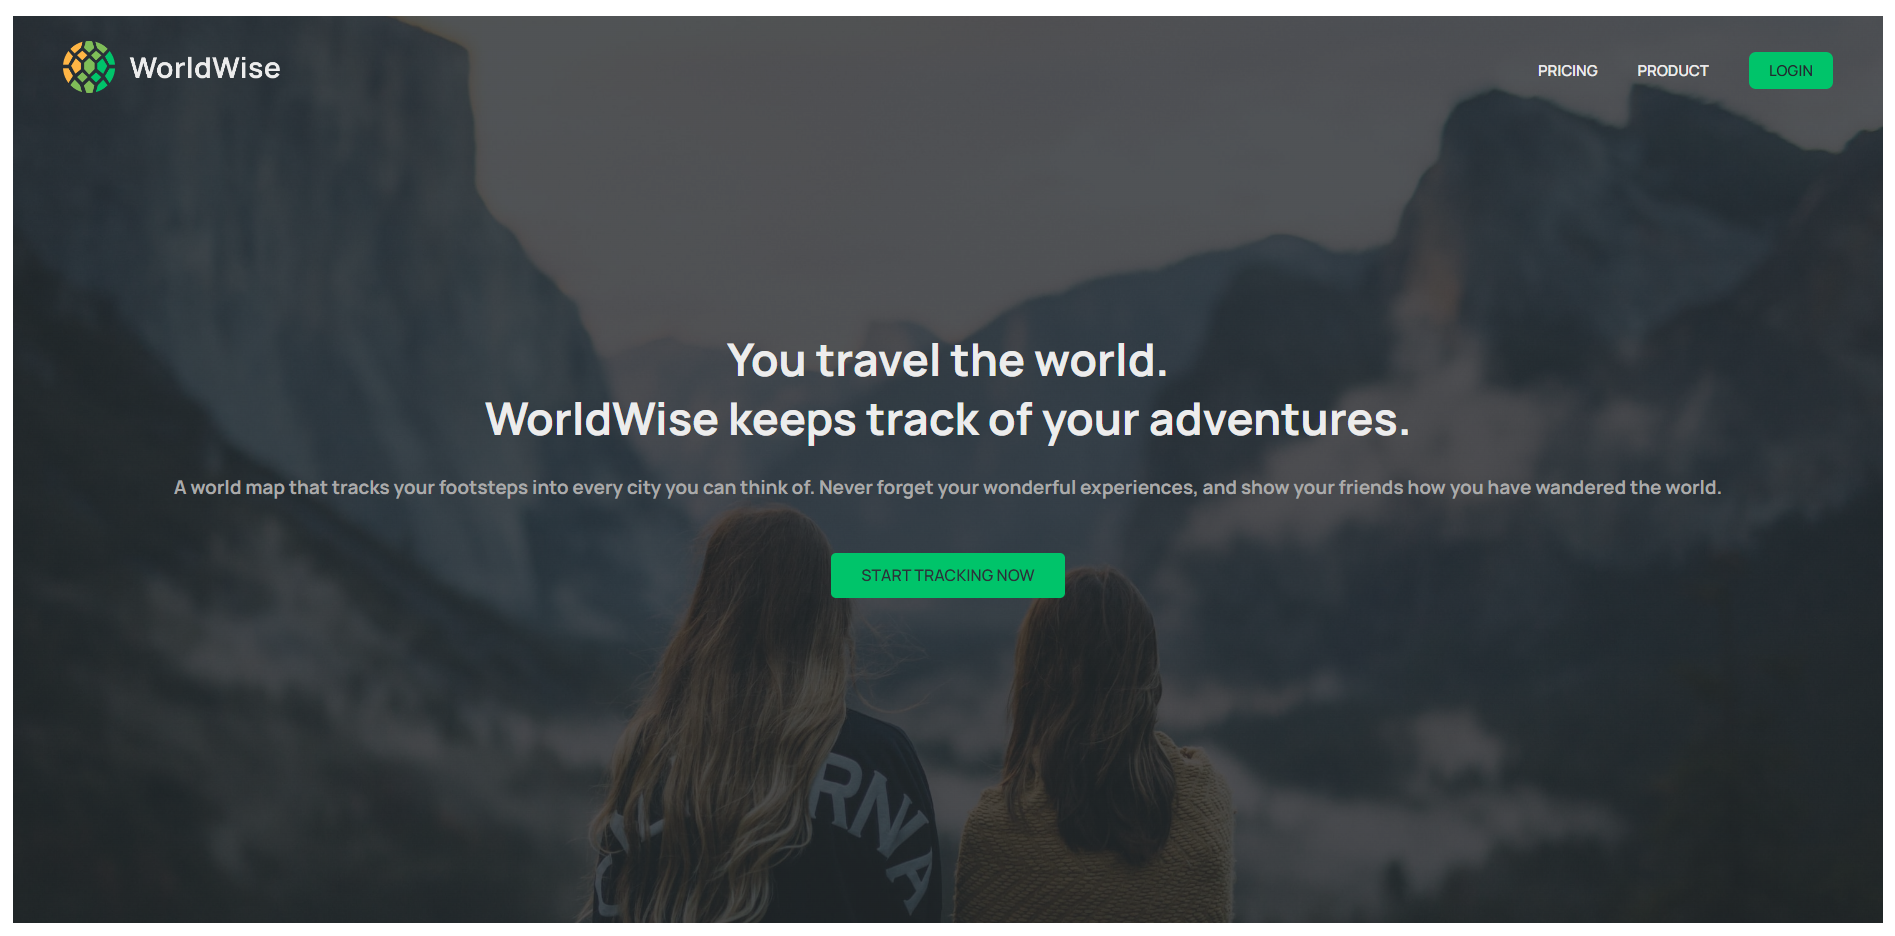 WorldWise
PRICING
PRODUCT
LOGIN
You travel the world.
WorldWise keeps track of your adventures.
A world map that tracks your footsteps into every city you can think of. Never forget your wonderful experiences, and show your friends how you have wandered the world.
START TRACKING NOW